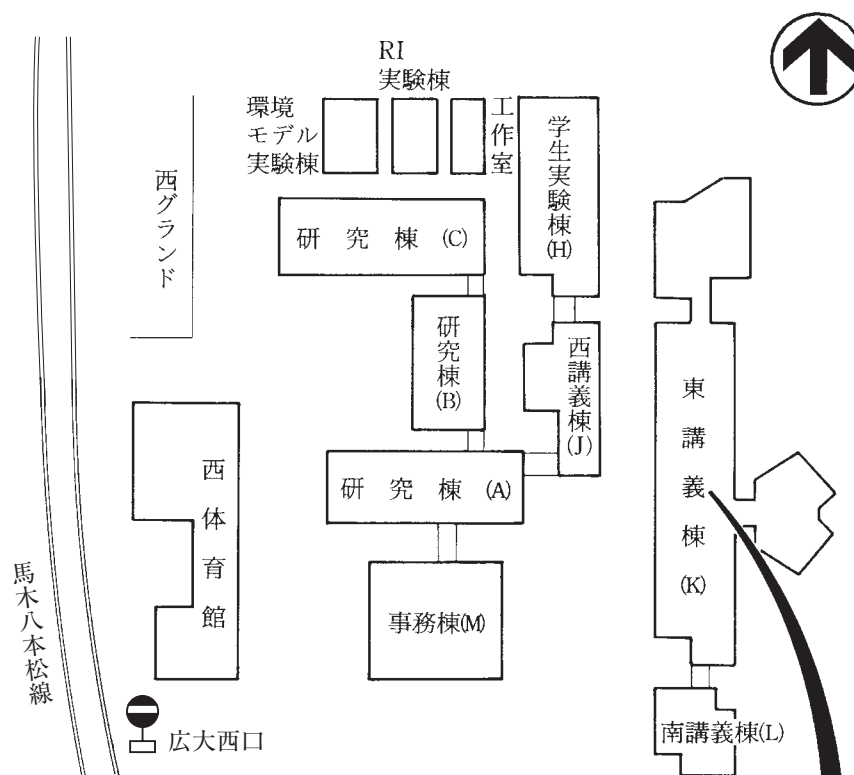 RI
実験棟
環境
モデル
実験棟
工作室
学生実験棟(H)
西グランド
研究棟(C)
研究棟(B)
西講義棟(J)
東講義棟(K)
研究棟(A)
西体育館
事務棟(M)
馬木八本松線
広大西口
南講義棟(L)